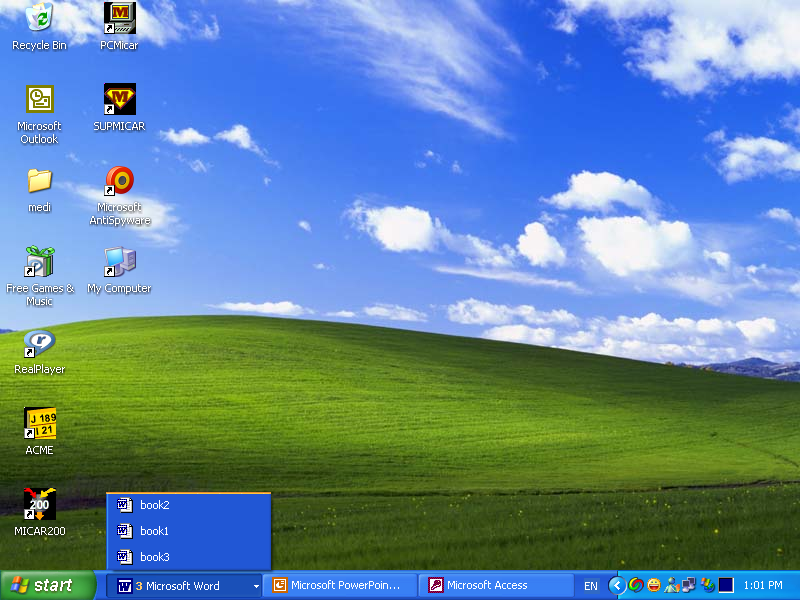 Recycle Bin
PCMicar
Microsoft
Outlook
SUPMICAR
medi
Microsoft
AntiSpyware
Free Games &
Music
My Computer
RealPlayer
J 189
I 21
ACME
200
MICAR200
book2
book1
book3
start
3 Microsoft Word
Microsoft PowerPoin...
Microsoft Access
EN
1:01 PM